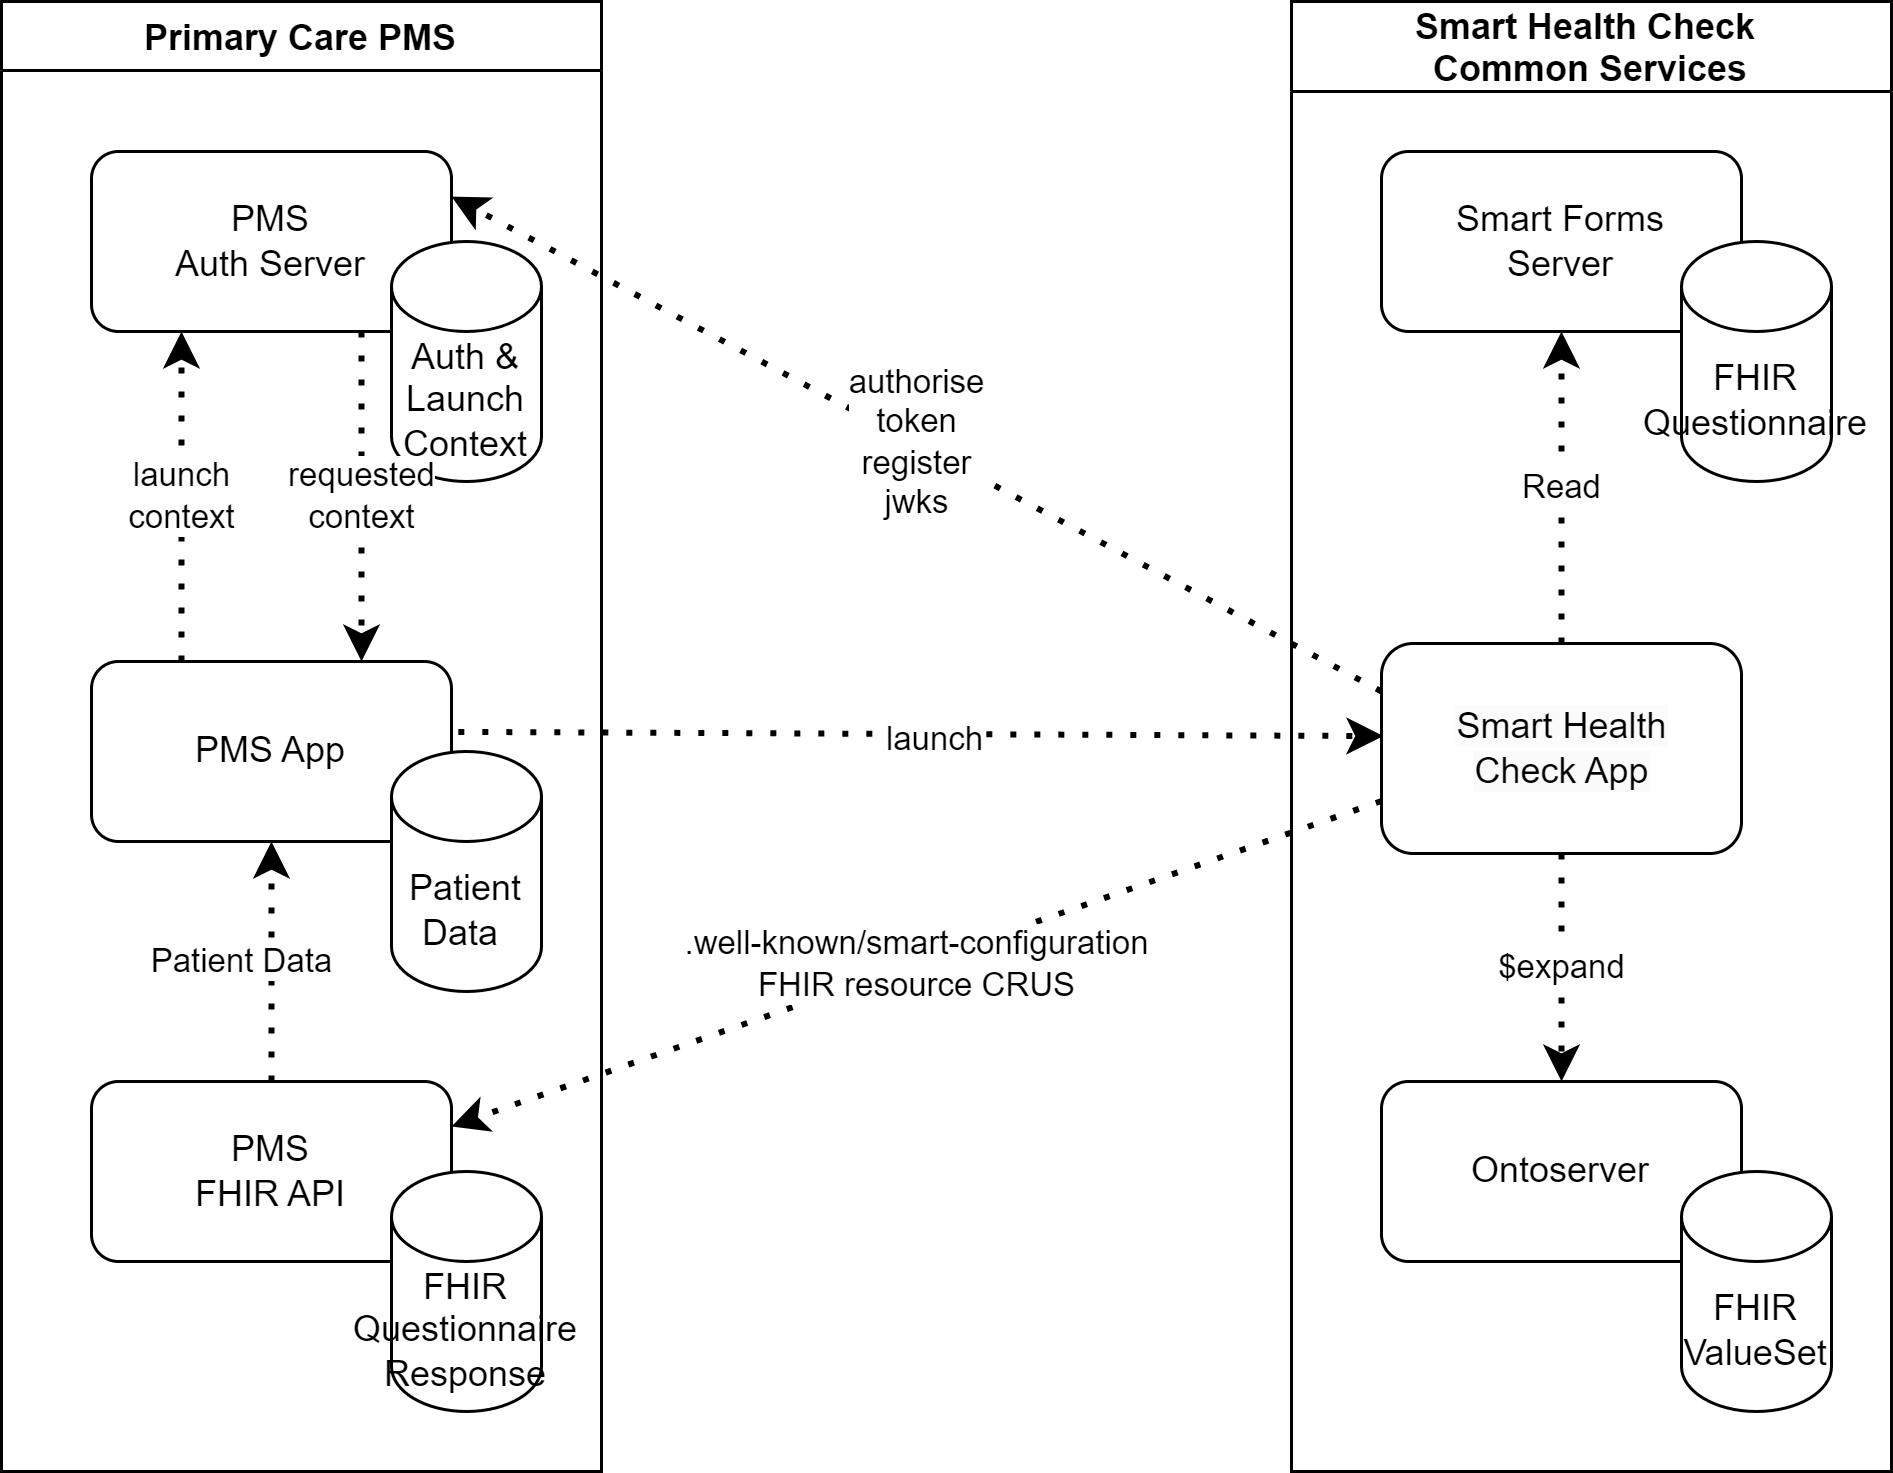 Primary Care PMS
PMS
Auth Server
Auth &
Launch
Context
launch
context
requested
context
PMS App
Patient
Data
Patient Data
PMS
FHIR API
FHIR
Questionnaire
Response
authorise
token
register
jwks
launch
.well-known/smart-configuration
FHIR resource CRUS
Smart Health Check
Common Services
Smart Forms
Server
FHIR
Questionnaire
Read
Smart Health
Check App
$expand
Ontoserver
FHIR
ValueSet